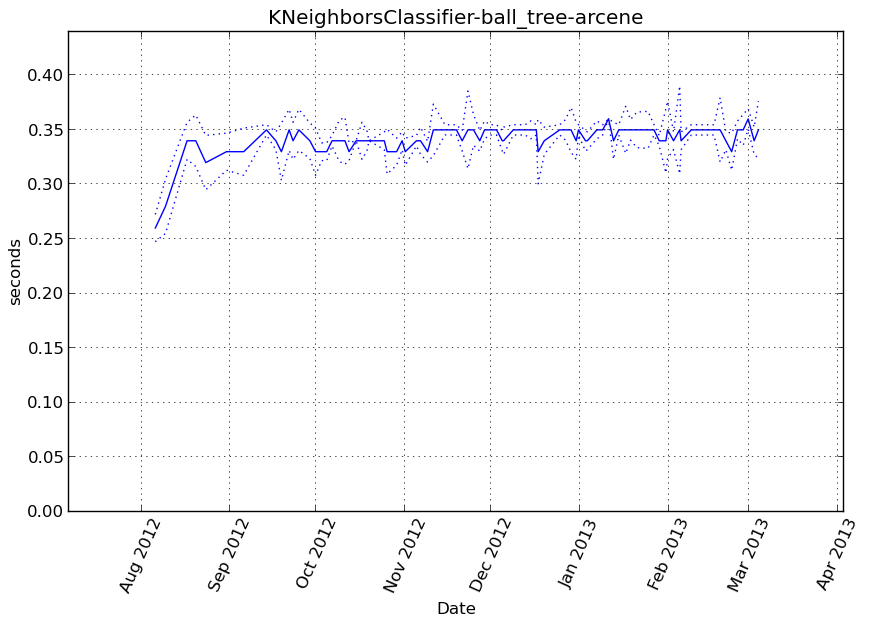 KNeighborsClassifier-ball_tree-arcene
0.40
0.35
0.30
0.25
0.20
0.15
0.10
0.05
0.00
seconds
Aug 2012
Sep 2012
Oct 2012
Nov 2012
Dec 2012
Jan 2013
Feb 2013
Mar 2013
Apr 2013
Date